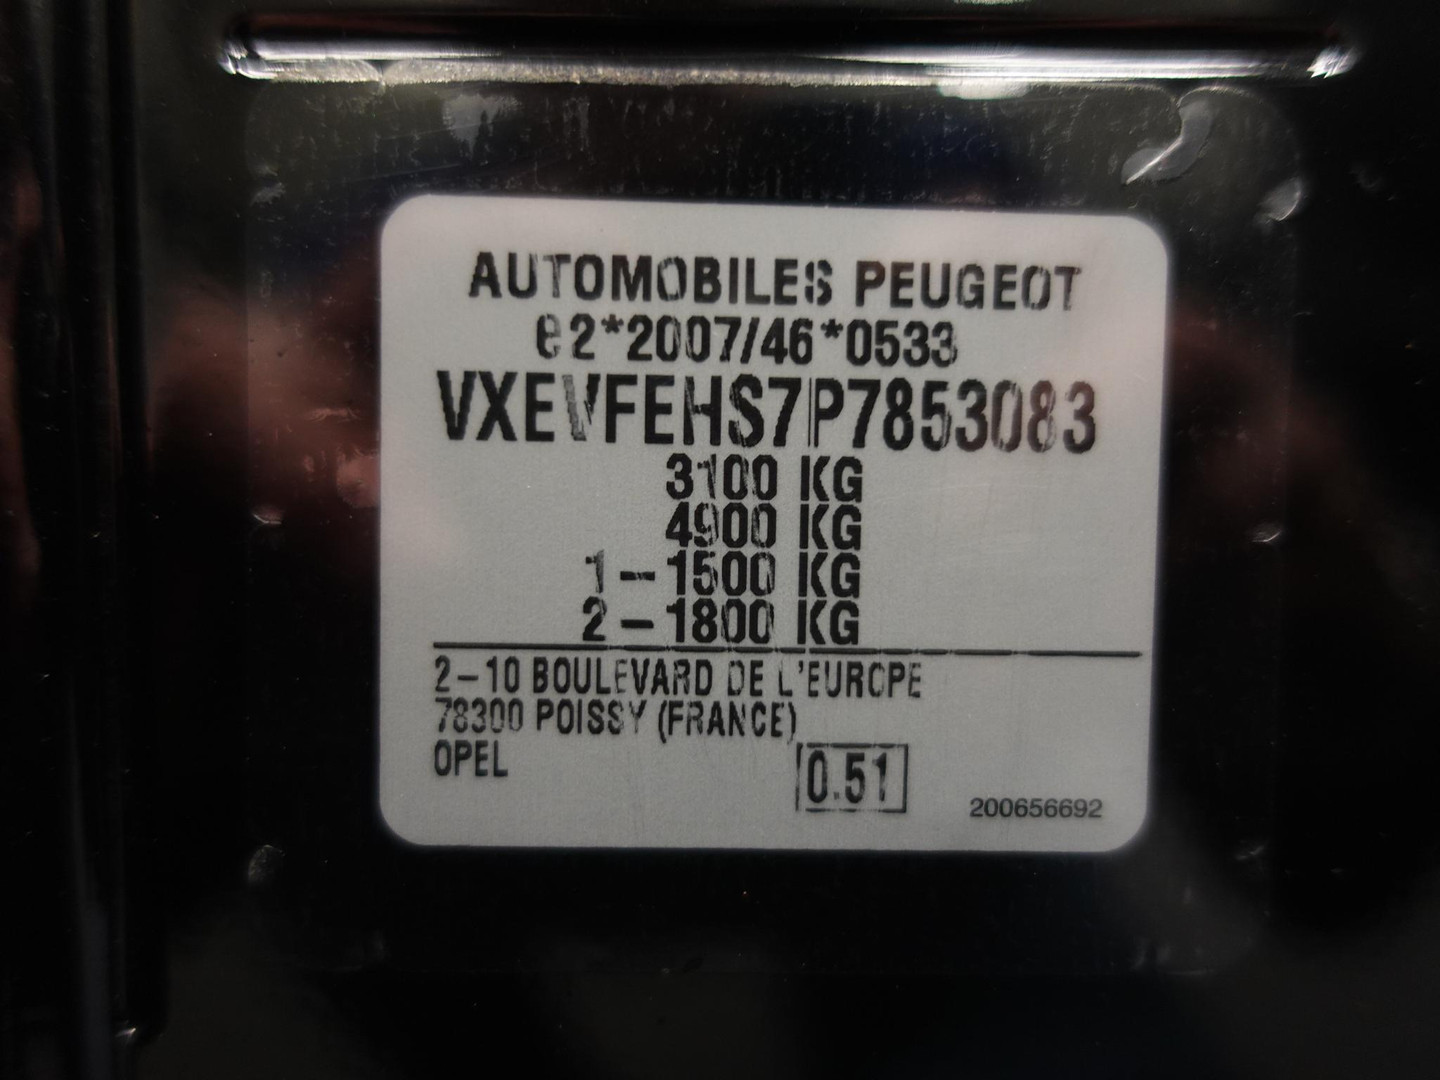 AUTOMOBILES PEUGEOT
e2*2007/46*0533
VXEVFEHS7P7853083
3100 KG
4900 KG
1-1500 KG
2-1800 KG
2-10 BOULEVARD DE L'EUROPE
78300 POISSY (FRANCE)
OPEL
0.51
200656692